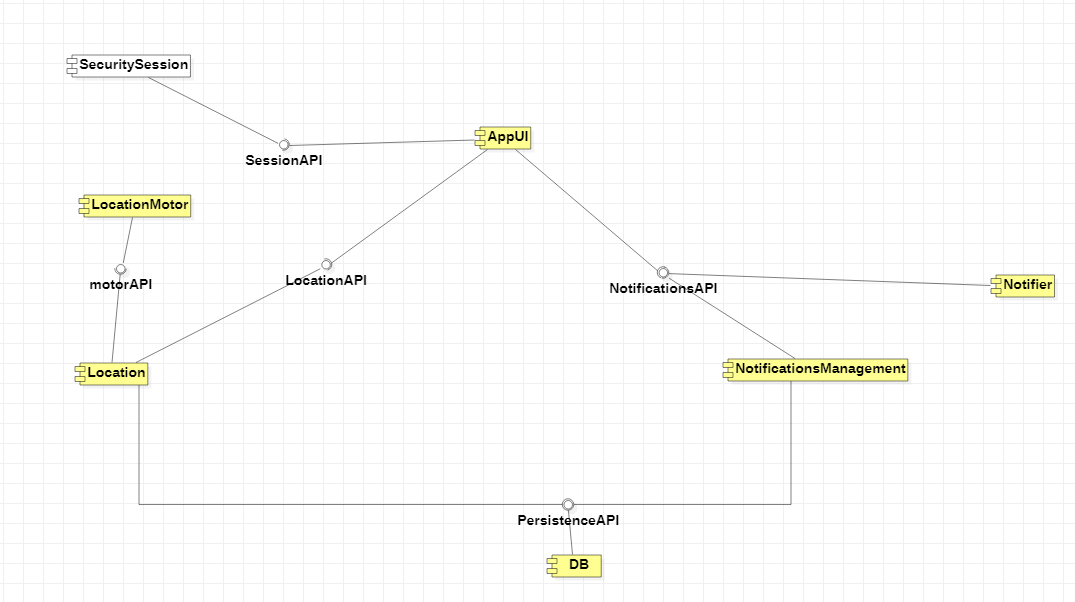 SecuritySession
AppUI
SessionAPI
LocationMotor
motorAPI
LocationAPI
NotificationsAPI
Notifier
Location
NotificationsManagement
PersistenceAPI
DB